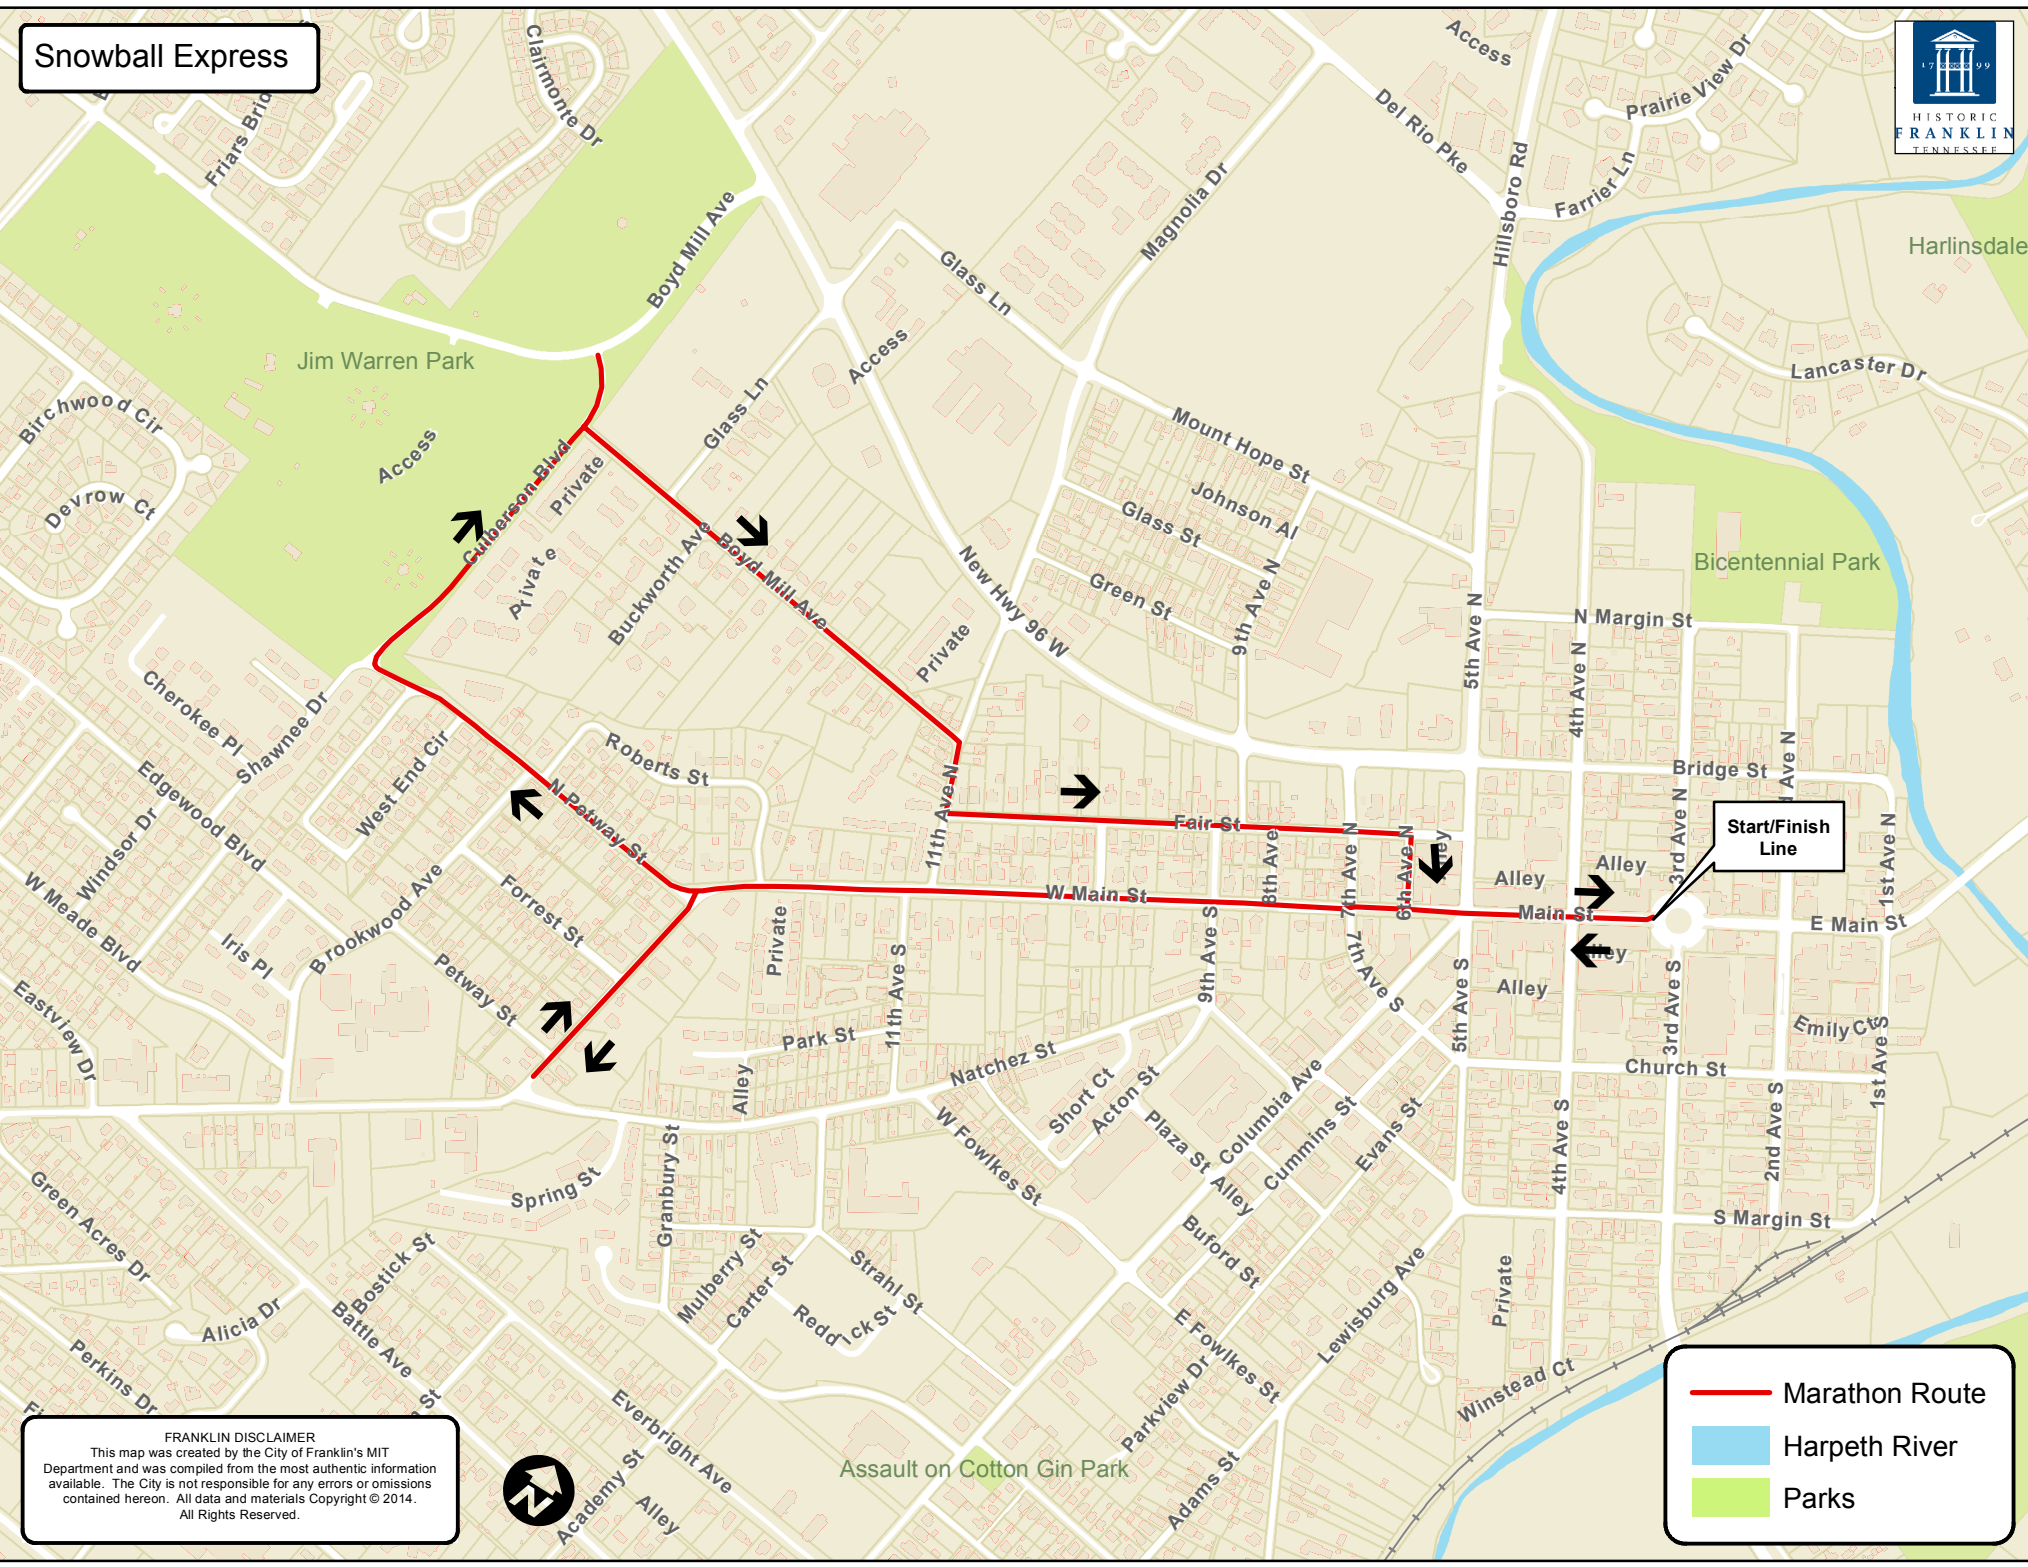 Snowball Express
Clairmonte Dr
Access
Prairie View Dr
1799
HISTORIC
FRANKLIN
TENNESSEE
Del Rio Pke
Farrier Ln
Hillsboro Rd
Magnolia Dr
Boyd Mill Ave
Harlinsdale
Glass Ln
Jim Warren Park
Access
Lancaster Dr
Birchwood Cir
Glass Ln
Mount Hope St
Access
Culberson Blvd
Private
Johnson Al
Devrow Ct
Glass St
Bicentennial Park
Private
Buckworth Ave
Boyd Mill Ave
New Hwy 96 W
Green St
9th Ave N
5th Ave N
N Margin St
4th Ave N
Private
Cherokee Pl
Shawnee Dr
West End Cir
Roberts St
Edgewood Blvd
Windsor Dr
N Petway St
11th Ave N
Bridge St
3rd Ave N
Start/Finish
Line
Fair St
8th Ave
7th Ave N
6th Ave N
1st Ave N
Alley
Alley
W Meade Blvd
Brookwood Ave
Forrest St
W Main St
Main St
E Main St
Iris Pl
Petway St
Private
11th Ave S
9th Ave S
7th Ave S
5th Ave S
Alley
3rd Ave S
Eastview Dr
Park St
Natchez St
Emily Ct
Church St
1st Ave S
Alley
Short Ct
Acton St
Columbia Ave
Cummins St
Evans St
4th Ave S
2nd Ave S
W Fowlkes St
Plaza St
Alley
Green Acres Dr
Spring St
Granbury St
S Margin St
Bostick St
Mulberry St
Carter St
Strahl St
Buford St
Lewisburg Ave
Private
Alicia Dr
Battle Ave
Reddick St
E Fowlkes St
Perkins Dr
Everbright Ave
Parkview Dr
Winstead Ct
Academy St
Alley
Adams St
Assault on Cotton Gin Park
N
FRANKLIN DISCLAIMER
This map was created by the City of Franklin's MIT
Department and was compiled from the most authentic information
available. The City is not responsible for any errors or omissions
contained hereon. All data and materials Copyright © 2014.
All Rights Reserved.
Marathon Route
Harpeth River
Parks